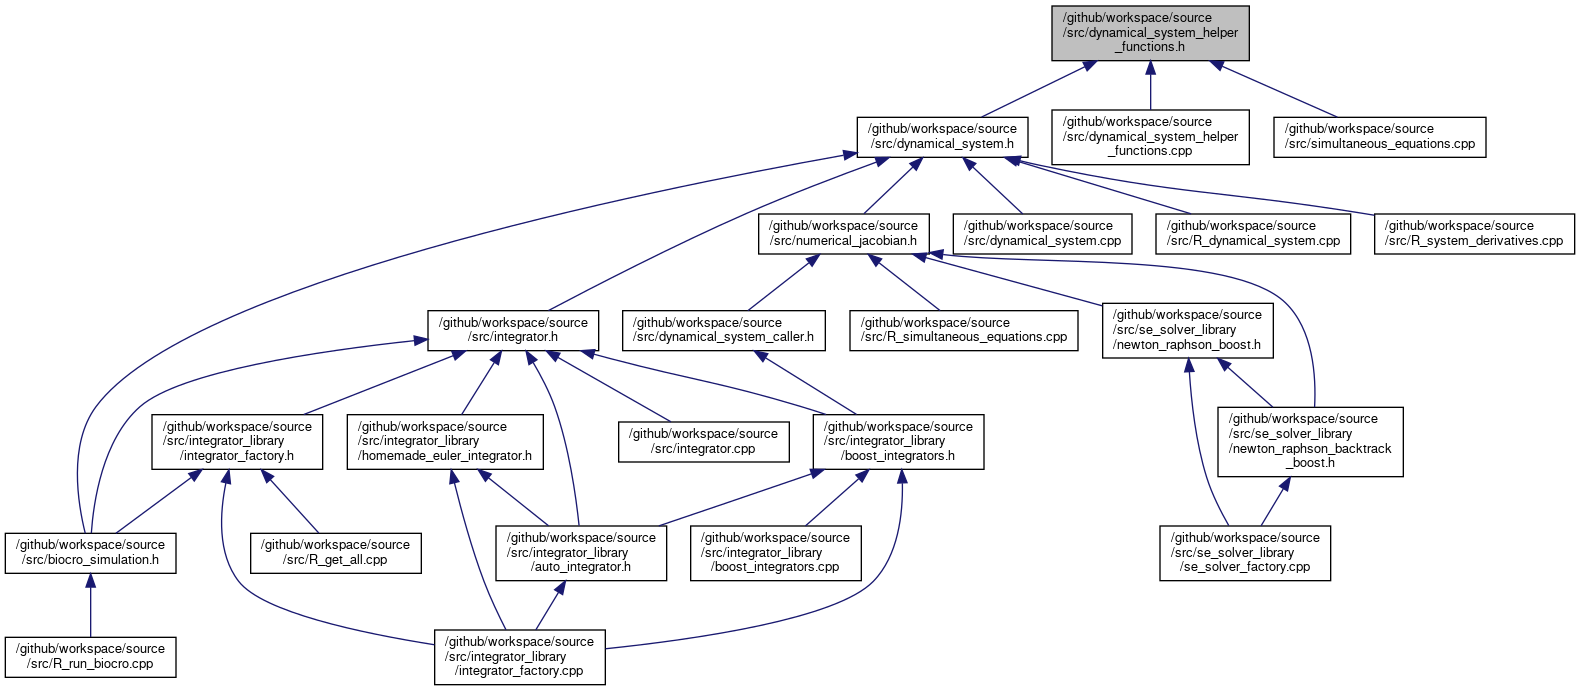 /github/workspace/source
/src/dynamical_system_helper
_functions.h
/github/workspace/source
/src/dynamical_system.h
/github/workspace/source
/src/dynamical_system_helper
_functions.cpp
/github/workspace/source
/src/simultaneous_equations.cpp
/github/workspace/source
/src/numerical_jacobian.h
/github/workspace/source
/src/dynamical_system.cpp
/github/workspace/source
/src/R_dynamical_system.cpp
/github/workspace/source
/src/R_system_derivatives.cpp
/github/workspace/source
/src/integrator.h
/github/workspace/source
/src/dynamical_system_caller.h
/github/workspace/source
/src/R_simultaneous_equations.cpp
/github/workspace/source
/src/se_solver_library
/newton_raphson_boost.h
/github/workspace/source
/src/integrator_library
/integrator_factory.h
/github/workspace/source
/src/integrator_library
/homemade_euler_integrator.h
/github/workspace/source
/src/integrator.cpp
/github/workspace/source
/src/integrator_library
/boost_integrators.h
/github/workspace/source
/src/se_solver_library
/newton_raphson_backtrack
_boost.h
/github/workspace/source
/src/biocro_simulation.h
/github/workspace/source
/src/R_get_all.cpp
/github/workspace/source
/src/integrator_library
/auto_integrator.h
/github/workspace/source
/src/integrator_library
/boost_integrators.cpp
/github/workspace/source
/src/se_solver_library
/se_solver_factory.cpp
/github/workspace/source
/src/R_run_biocro.cpp
/github/workspace/source
/src/integrator_library
/integrator_factory.cpp